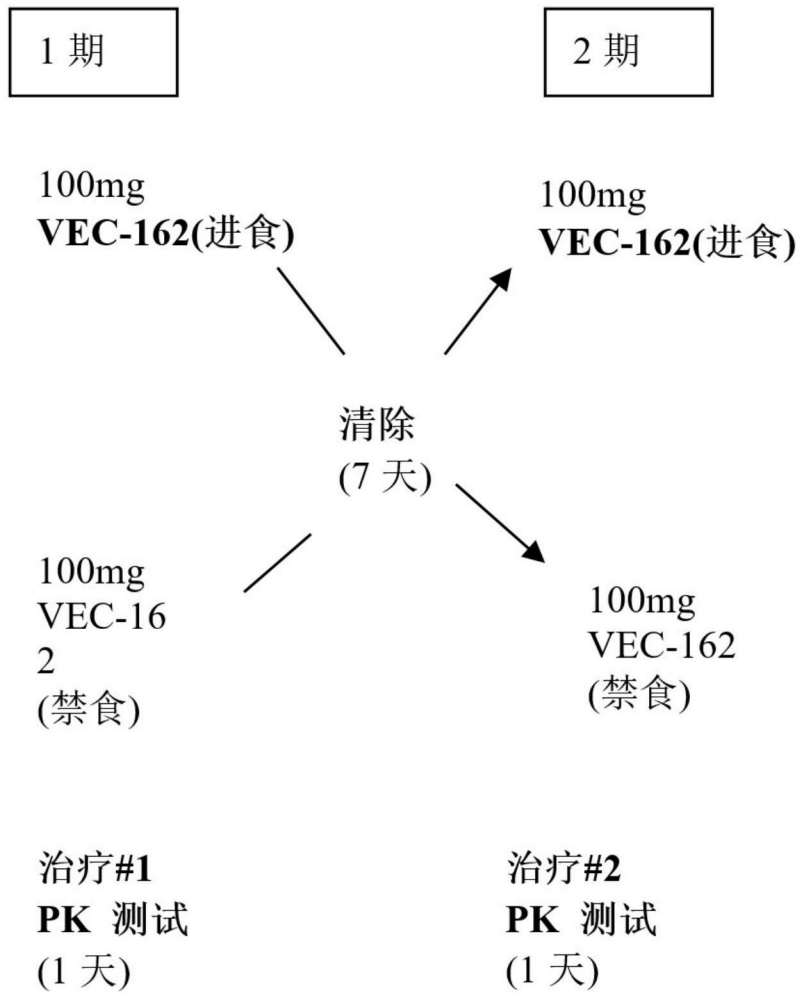 1 期
2 期
100mg
VEC-162(进食)
100mg
VEC-162(进食)
清除
(7 天)
100mg
VEC-16
2
(禁食)
100mg
VEC-162
(禁食)
治疗#1
PK 测试
(1 天)
治疗#2
PK 测试
(1 天)